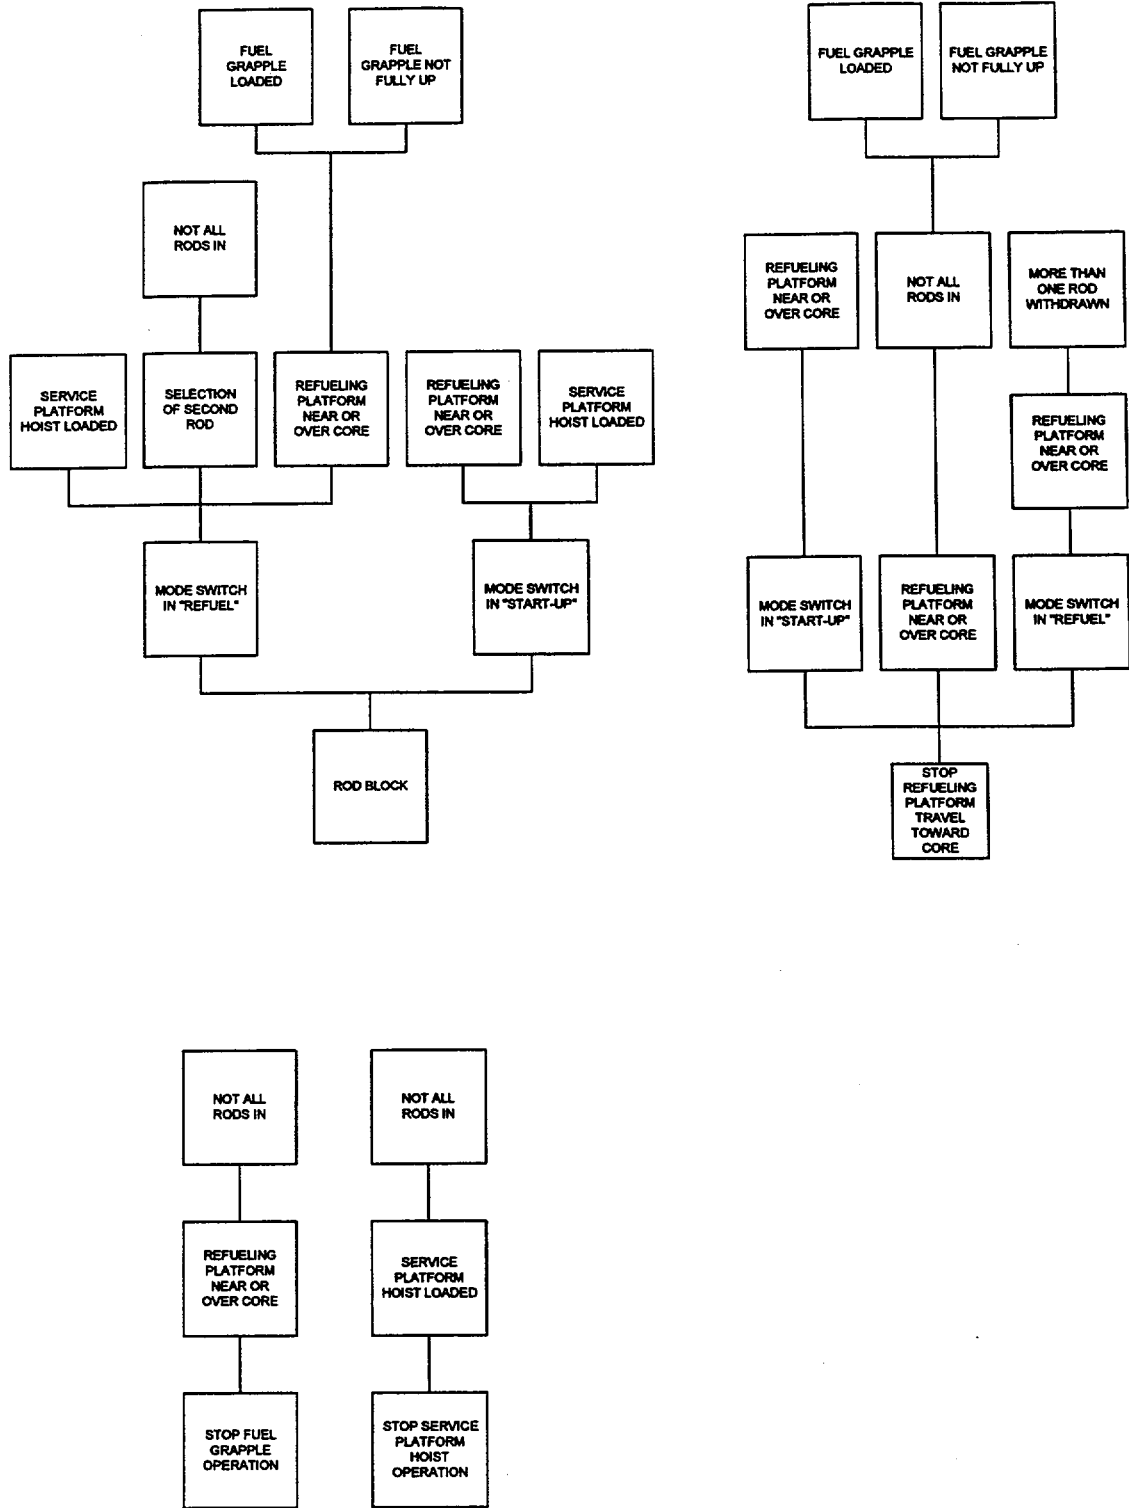 FUEL
GRAPPLE
LOADED
FUEL
GRAPPLE NOT
FULLY UP
NOT ALL
RODS IN
SERVICE
PLATFORM
HOIST LOADED
SELECTION
OF SECOND
ROD
REFUELING
PLATFORM
NEAR OR
OVER CORE
REFUELING
PLATFORM
NEAR OR
OVER CORE
SERVICE
PLATFORM
HOIST LOADED
MODE SWITCH
IN "REFUEL"
MODE SWITCH
IN "START-UP"
ROD BLOCK
FUEL GRAPPLE
LOADED
FUEL GRAPPLE
NOT FULLY UP
REFUELING
PLATFORM
NEAR OR
OVER CORE
NOT ALL
RODS IN
MORE THAN
ONE ROD
WITHDRAWN
REFUELING
PLATFORM
NEAR OR
OVER CORE
MODE SWITCH
IN "START-UP"
REFUELING
PLATFORM
NEAR OR
OVER CORE
MODE SWITCH
IN "REFUEL"
STOP
REFUELING
PLATFORM
TRAVEL
TOWARD
CORE
NOT ALL
RODS IN
REFUELING
PLATFORM
NEAR OR
OVER CORE
STOP FUEL
GRAPPLE
OPERATION
NOT ALL
RODS IN
SERVICE
PLATFORM
HOIST LOADED
STOP SERVICE
PLATFORM
HOIST
OPERATION